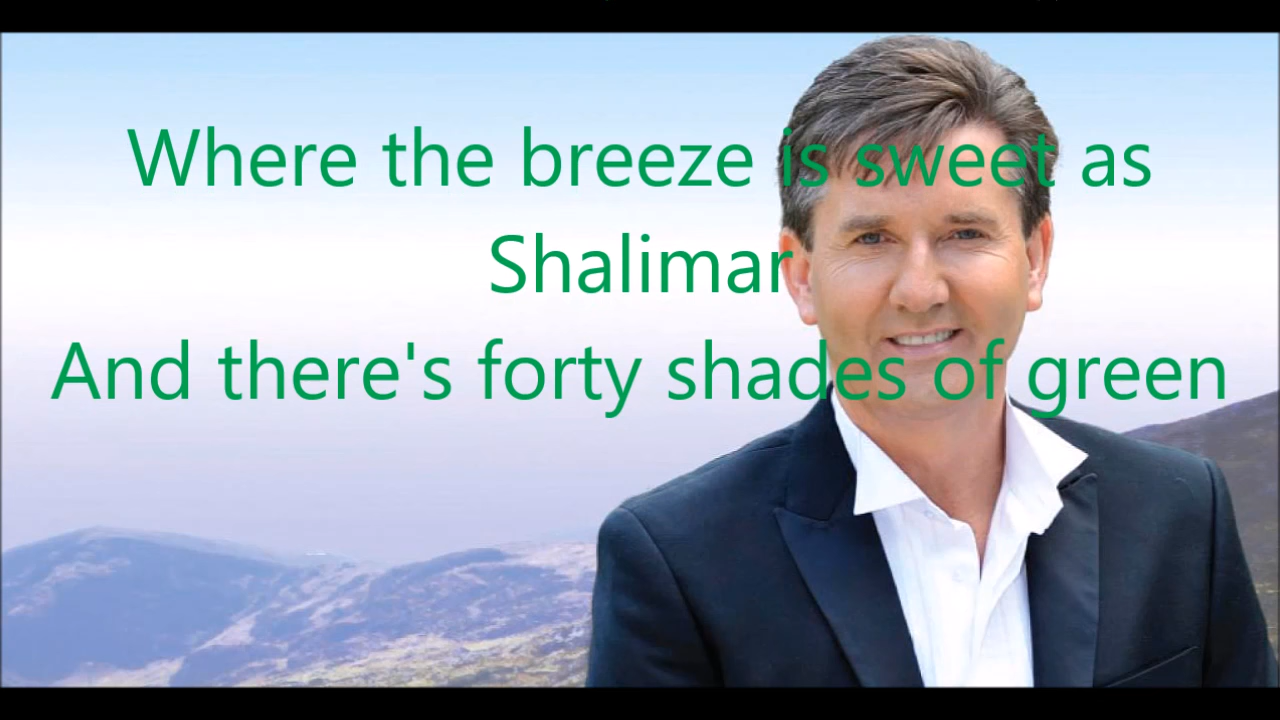 Where the breeze is sweet as
Shalimar
And there's forty shades of green